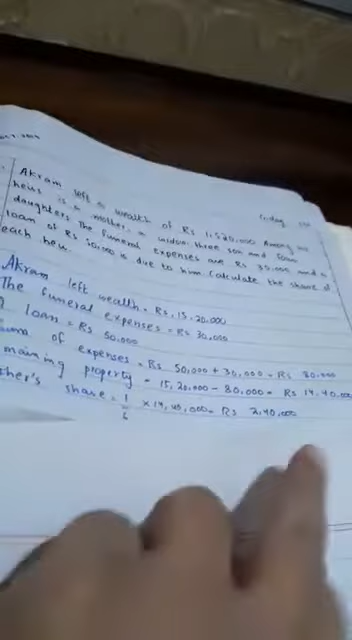 Akram left a wealth of Rs 1,520,000 Among his
heirs is a mother, a widow three son and four
daughters The funeral expenses are Rs 30,000 and a
loan of Rs 50,000 is due to him Calculate the share of
each heir.
Akram left wealth = Rs. 15,20,000
The funeral expenses = Rs 30,000
loan = Rs 50,000
of expenses = Rs 50,000 + 30,000 = Rs 80,000
property = 15,20,000 - 80,000 = Rs 14,40,000
share = 1/6 × 14,40,000 = Rs 2,40,000